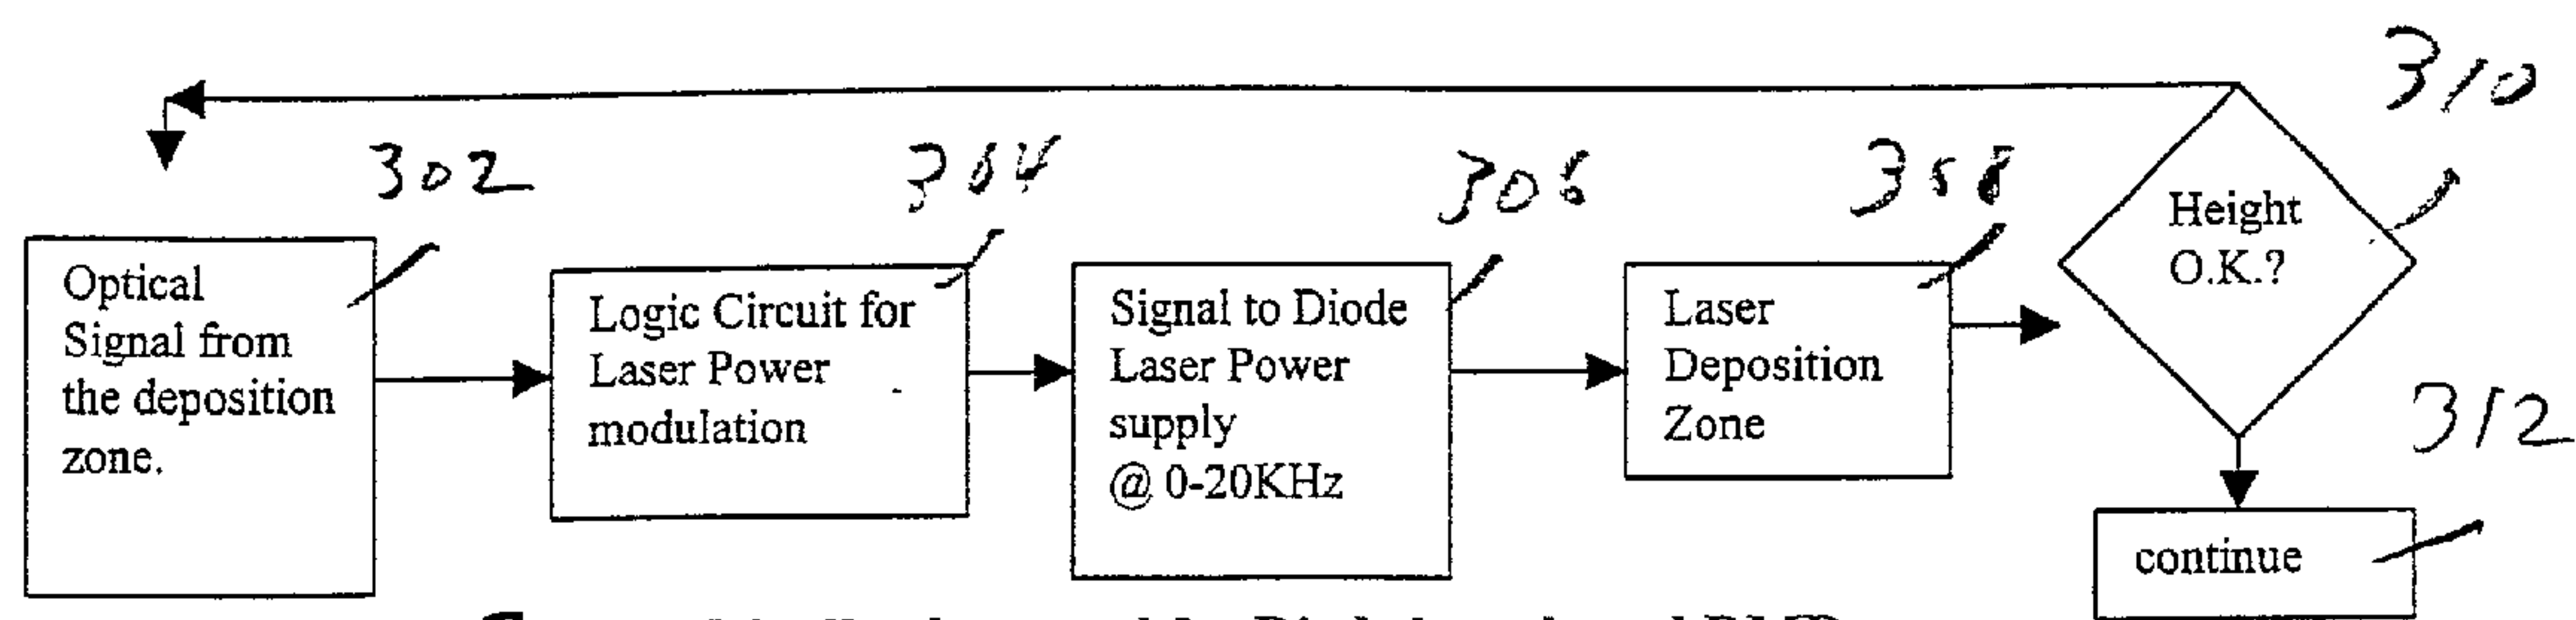 310
302
304
306
308
Height
O.K.?
Optical
Signal from
the deposition
zone.
Logic Circuit for
Laser Power
modulation
Signal to Diode
Laser Power
supply
@ 0-20KHz
Laser
Deposition
Zone
312
continue